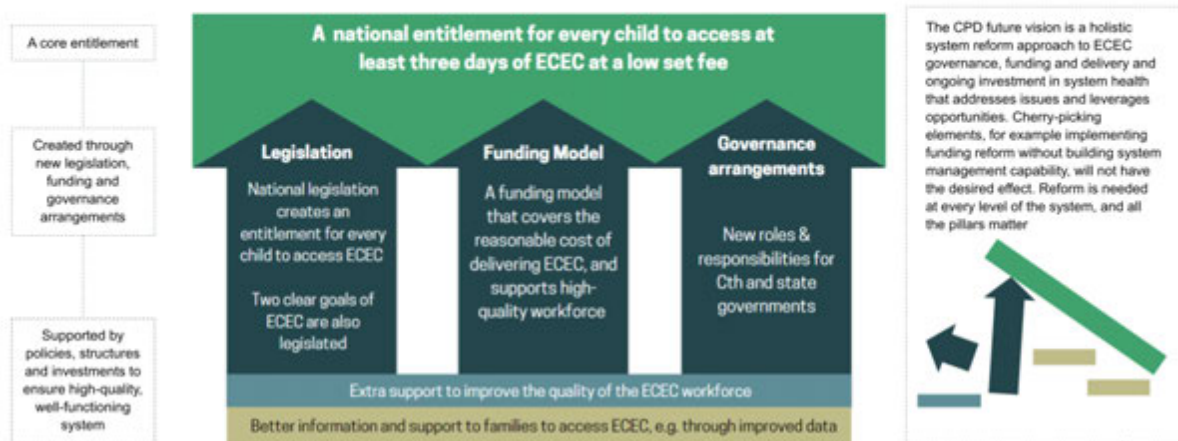 A core entitlement
Created through
new legislation,
funding and
governance
arrangements
Supported by
policies, structures
and investments to
ensure high-quality,
well-functioning
system
A national entitlement for every child to access at
least three days of ECEC at a low set fee
Legislation
National legislation
creates an
entitlement for every
child to access ECEC
Two clear goals of
ECEC are also
legislated
Funding Model
A funding model
that covers the
reasonable cost of
delivering ECEC, and
supports high-
quality workforce
Governance
arrangements
New roles &
responsibilities for
Cth and state
governments
Extra support to improve the quality of the ECEC workforce
Better information and support to families to access ECEC, e.g. through improved data
The CPD future vision is a holistic
system reform approach to ECEC
governance, funding and delivery and
ongoing investment in system health
that addresses issues and leverages
opportunities. Cherry-picking
elements, for example implementing
funding reform without building system
management capability, will not have
the desired effect. Reform is needed
at every level of the system, and all
the pillars matter